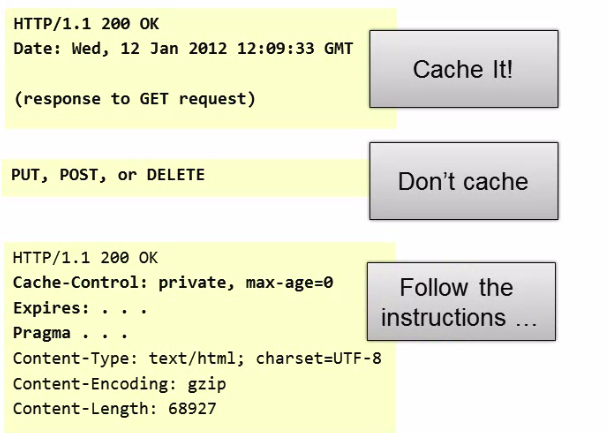 HTTP/1.1 200 OK
Date: Wed, 12 Jan 2012 12:09:33 GMT
(response to GET request)
Cache It!
PUT, POST, or DELETE
Don't cache
HTTP/1.1 200 OK
Cache-Control: private, max-age=0
Expires: . . .
Pragma . . .
Content-Type: text/html; charset=UTF-8
Content-Encoding: gzip
Content-Length: 68927
Follow the
instructions …